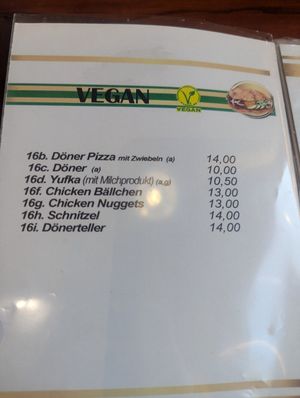 VEGAN
VEGAN
16b. Döner Pizza mit Zwiebeln (a) 14,00
16c. Döner (a) 10,00
16d. Yufka (mit Milchprodukt) (a,g) 10,50
16f. Chicken Bällchen 13,00
16g. Chicken Nuggets 13,00
16h. Schnitzel 14,00
16i. Dönerteller 14,00